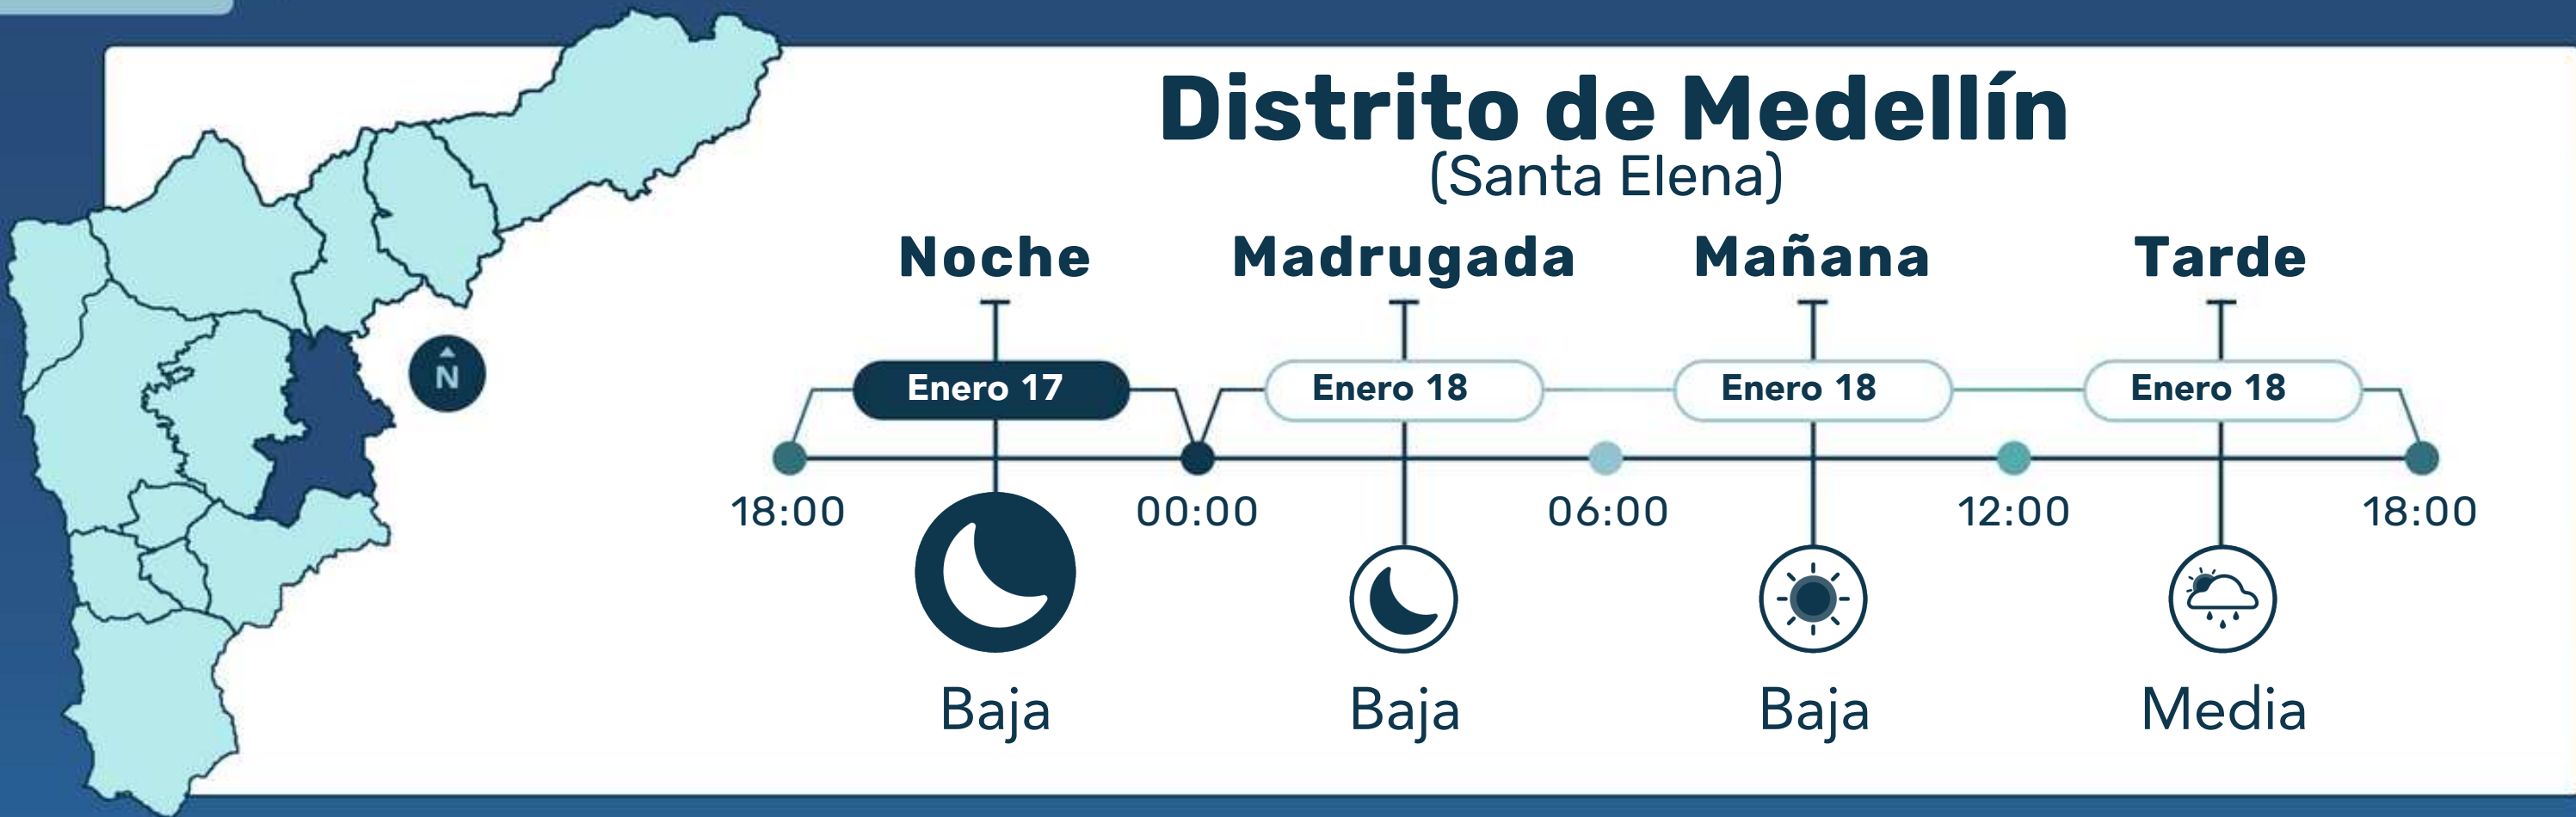 Distrito de Medellín
(Santa Elena)
Noche Madrugada Mañana Tarde
Enero 17 Enero 18 Enero 18 Enero 18
N
18:00 00:00 06:00 12:00 18:00
Baja Baja Baja Media